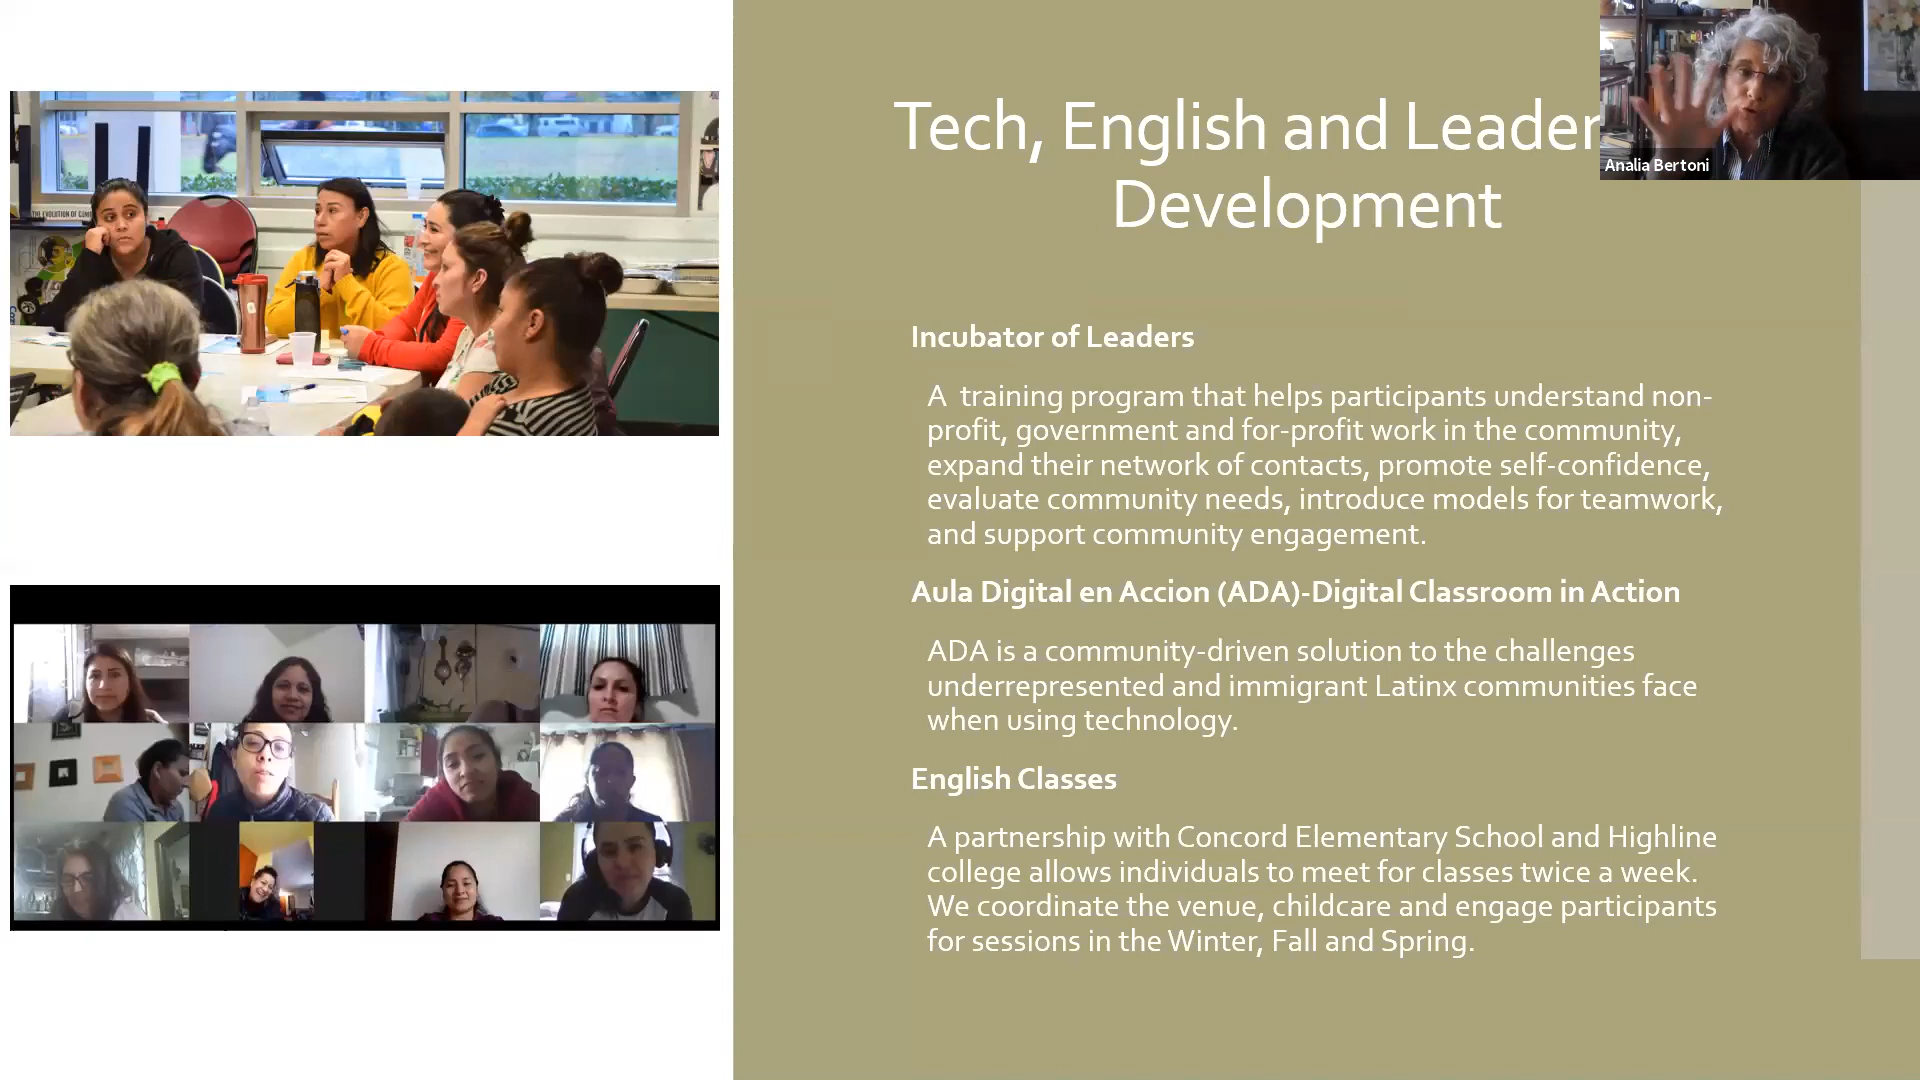 Tech, English and Leader
Development
Analia Bertoni
THE EVOLUTION OF
Incubator of Leaders
A training program that helps participants understand non-
profit, government and for-profit work in the community,
expand their network of contacts, promote self-confidence,
evaluate community needs, introduce models for teamwork,
and support community engagement.
Aula Digital en Accion (ADA)-Digital Classroom in Action
ADA is a community-driven solution to the challenges
underrepresented and immigrant Latinx communities face
when using technology.
English Classes
A partnership with Concord Elementary School and Highline
college allows individuals to meet for classes twice a week.
We coordinate the venue, childcare and engage participants
for sessions in the Winter, Fall and Spring.